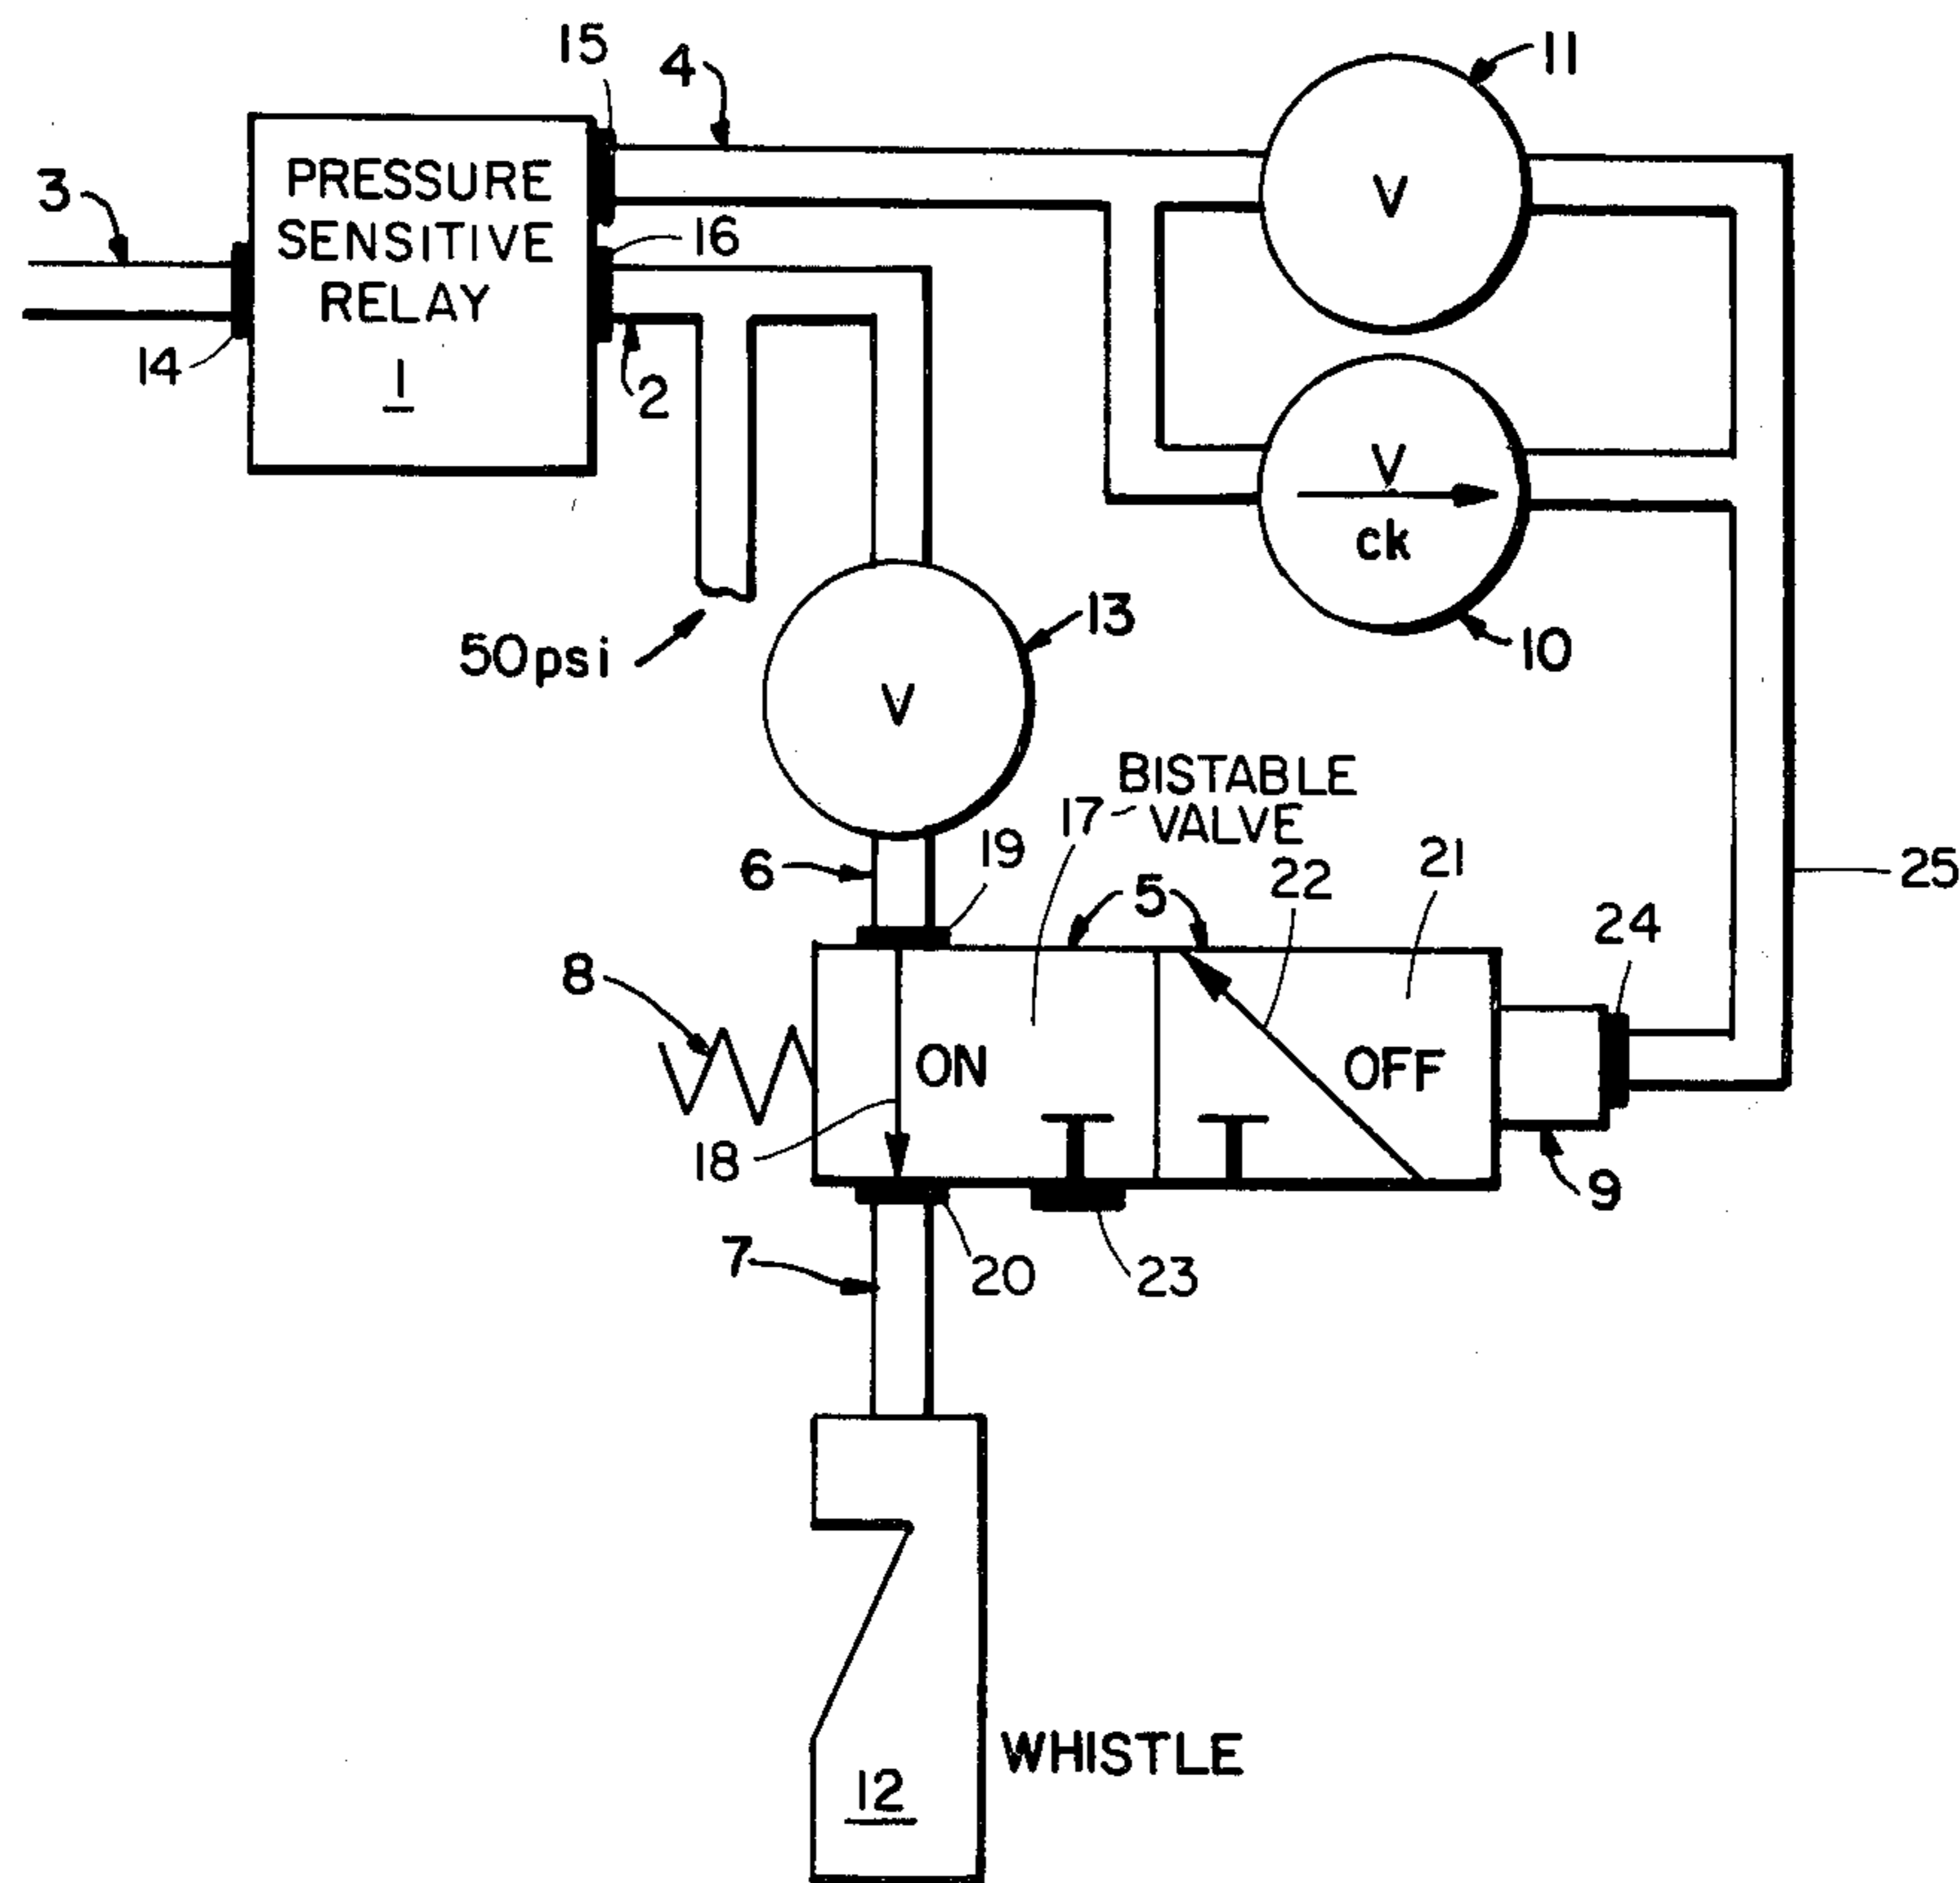 15
4
11
3
PRESSURE
SENSITIVE
RELAY
1
V
16
14
2
V
ck
10
50psi
13
V
BISTABLE
VALVE
17
19
6
5
22
21
25
24
8
ON
OFF
18
9
7
20
23
WHISTLE
12